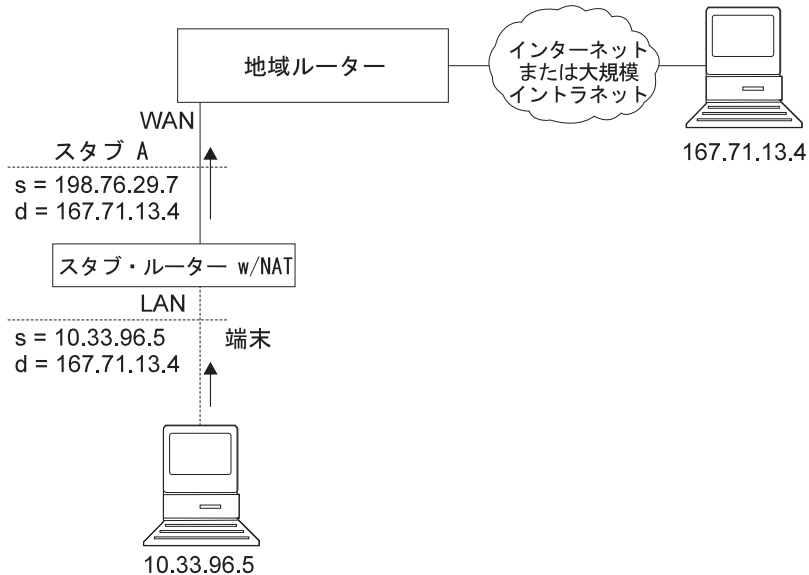 地域ルーター
インターネット
または大規模
イントラネット
167.71.13.4
WAN
スタブ A
s = 198.76.29.7
d = 167.71.13.4
スタブ・ルーター w/NAT
LAN
s = 10.33.96.5
d = 167.71.13.4
端末
10.33.96.5